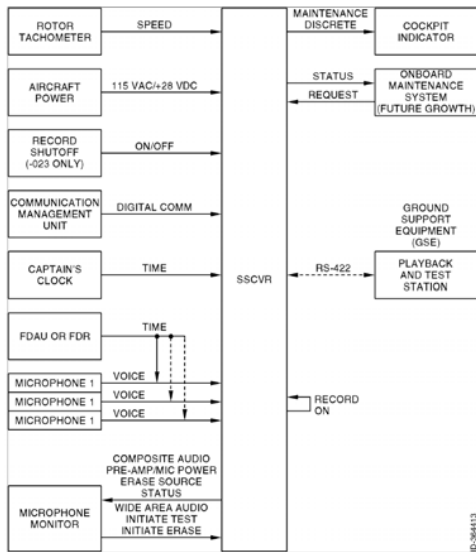 ROTOR
TACHOMETER
SPEED
MAINTENANCE
DISCRETE
COCKPIT
INDICATOR
AIRCRAFT
POWER
115 VAC/+28 VDC
STATUS
REQUEST
ONBOARD
MAINTENANCE
SYSTEM
(FUTURE GROWTH)
RECORD
SHUTOFF
(-023 ONLY)
ON/OFF
COMMUNICATION
MANAGEMENT
UNIT
DIGITAL COMM
GROUND
SUPPORT
EQUIPMENT
(GSE)
CAPTAIN'S
CLOCK
TIME
SSCVR
RS-422
PLAYBACK
AND TEST
STATION
FDAU OR FDR
TIME
MICROPHONE 1
VOICE
MICROPHONE 1
VOICE
MICROPHONE 1
VOICE
RECORD
ON
COMPOSITE AUDIO
PRE-AMP/MIC POWER
ERASE SOURCE
STATUS
MICROPHONE
MONITOR
WIDE AREA AUDIO
INITIATE TEST
INITIATE ERASE